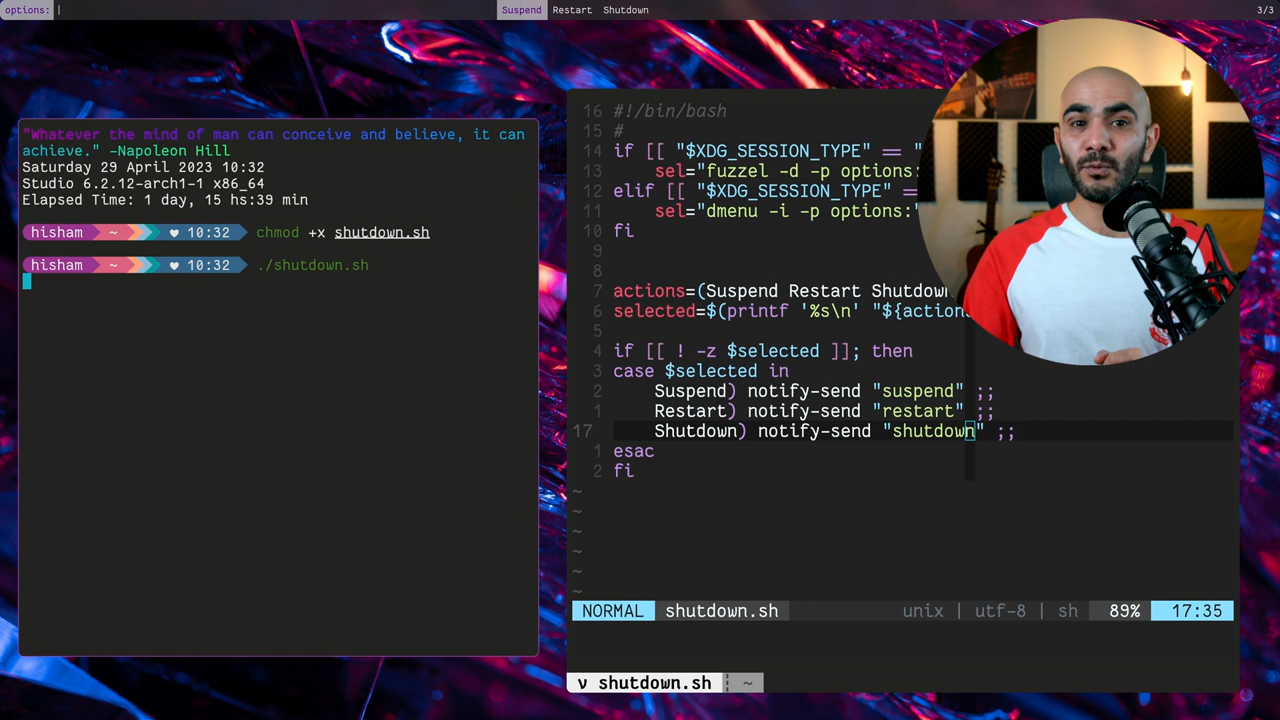 options: Suspend Restart Shutdown 3/3
"Whatever the mind of man can conceive and believe, it can
achieve." -Napoleon Hill
Saturday 29 April 2023 10:32
Studio 6.2.12-arch1-1 x86_64
Elapsed Time: 1 day, 15 hs:39 min
hisham ~ ♥ 10:32 chmod +x shutdown.sh
hisham ~ ♥ 10:32 ./shutdown.sh
16 #!/bin/bash
15 #
14 if [[ "$XDG_SESSION_TYPE" == "
13 sel="fuzzel -d -p options:
12 elif [[ "$XDG_SESSION_TYPE" ==
11 sel="dmenu -i -p options:"
10 fi
9
8
7 actions=(Suspend Restart Shutdown
6 selected=$(printf '%s\n' "${action
5
4 if [[ ! -z $selected ]]; then
3 case $selected in
2 Suspend) notify-send "suspend" ;;
1 Restart) notify-send "restart" ;;
17 Shutdown) notify-send "shutdown" ;;
1 esac
2 fi
~
~
~
~
~
~
NORMAL shutdown.sh unix | utf-8 | sh 89% 17:35
ν shutdown.sh ~